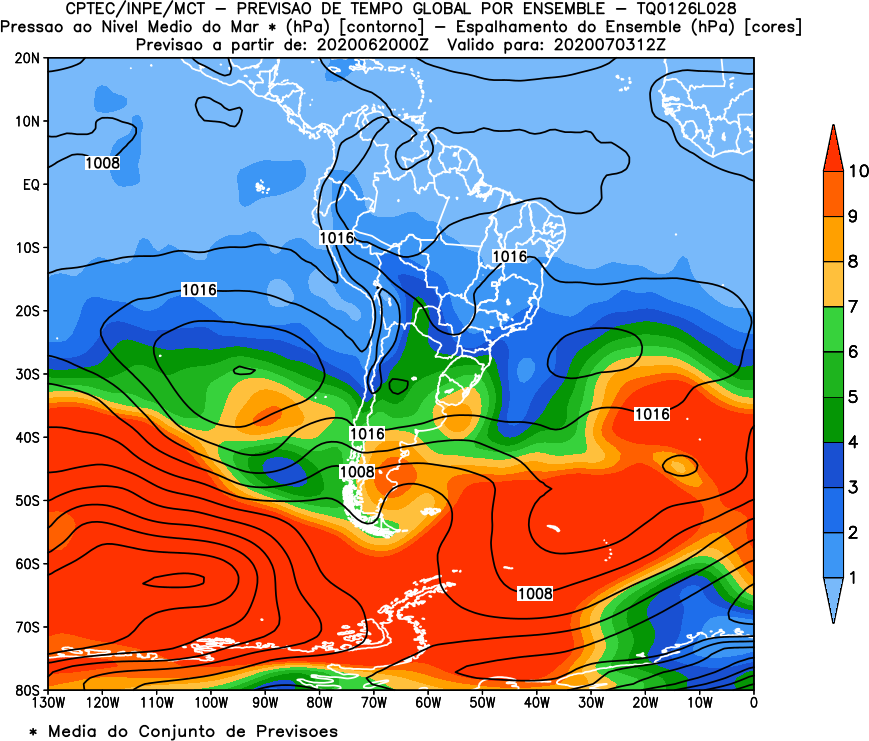 CPTEC/INPE/MCT – PREVISAO DE TEMPO GLOBAL POR ENSEMBLE – TQ0126L028
Pressao ao Nivel Medio do Mar * (hPa) [contorno] – Espalhamento do Ensemble (hPa) [cores]
Previsao a partir de: 2020062000Z Valido para: 2020070312Z
20N
10N
1008
EQ
1016
10S
1016
1016
20S
30S
1016
1016
40S
1008
50S
60S
1008
70S
80S
130W 120W 110W 100W 90W 80W 70W 60W 50W 40W 30W 20W 10W 0
10
9
8
7
6
5
4
3
2
1
* Media do Conjunto de Previsoes